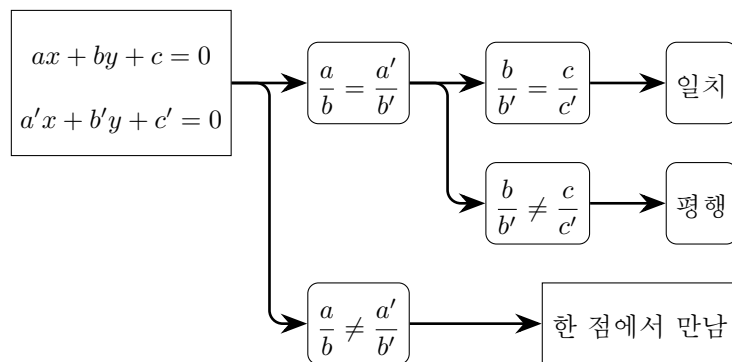 ax + by + c = 0
a'x + b'y + c' = 0
a/b = a'/b'
b/b' = c/c'
일치
b/b' ≠ c/c'
평행
a/b ≠ a'/b'
한 점에서 만남